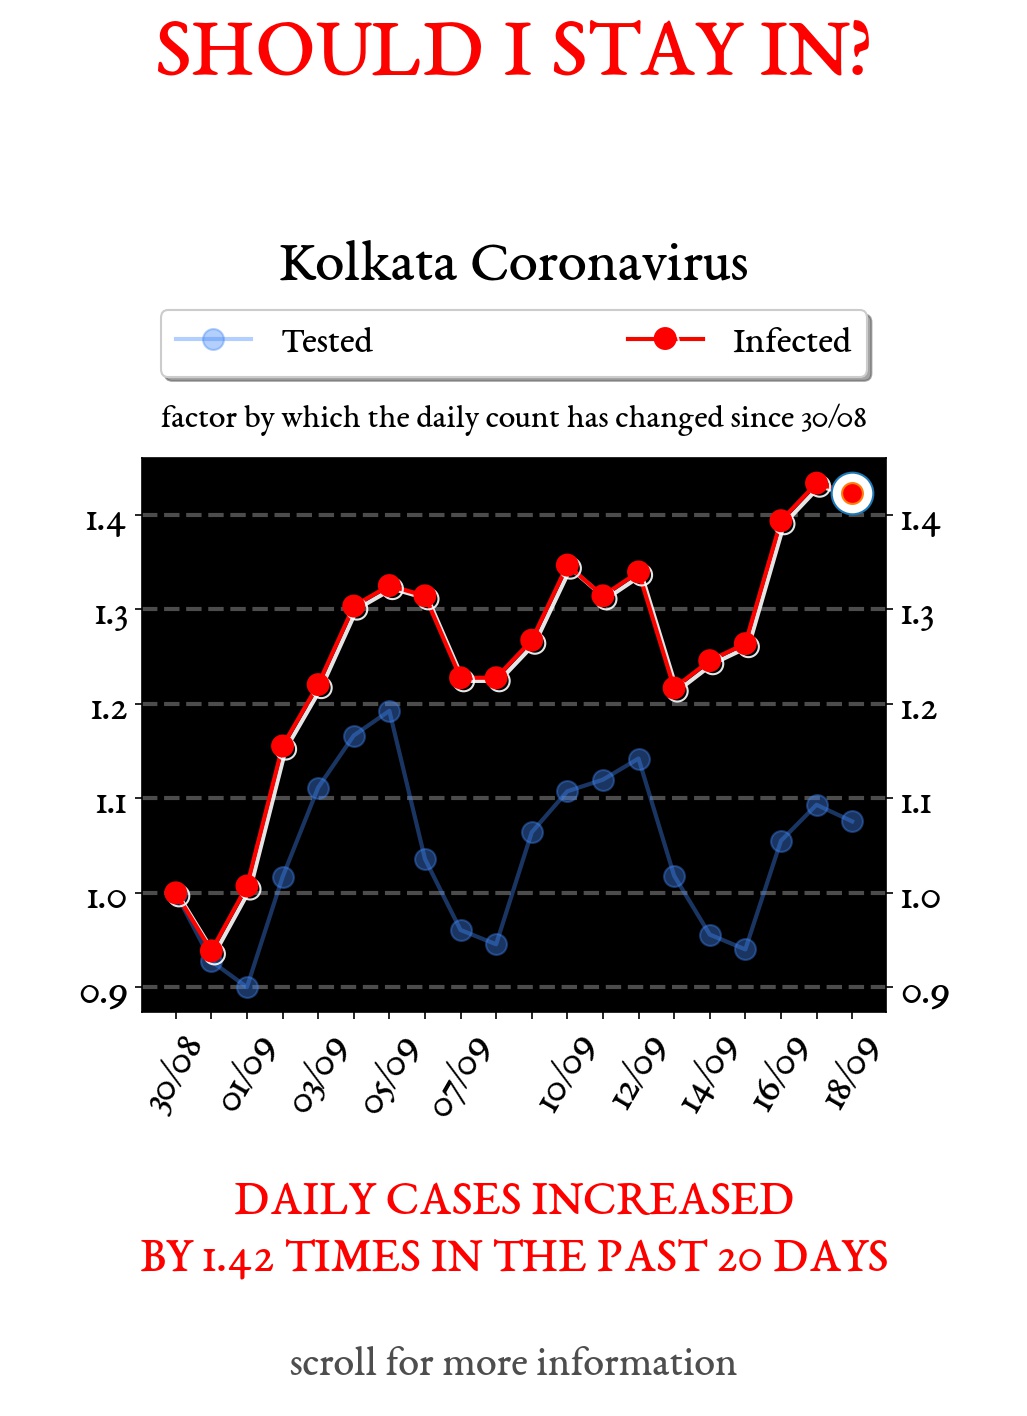 SHOULD I STAY IN?
Kolkata Coronavirus
Tested Infected
factor by which the daily count has changed since 30/08
1.4 1.4
1.3 1.3
1.2 1.2
1.1 1.1
1.0 1.0
0.9 0.9
30/08 01/09 03/09 05/09 07/09 10/09 12/09 14/09 16/09 18/09
DAILY CASES INCREASED
BY 1.42 TIMES IN THE PAST 20 DAYS
scroll for more information